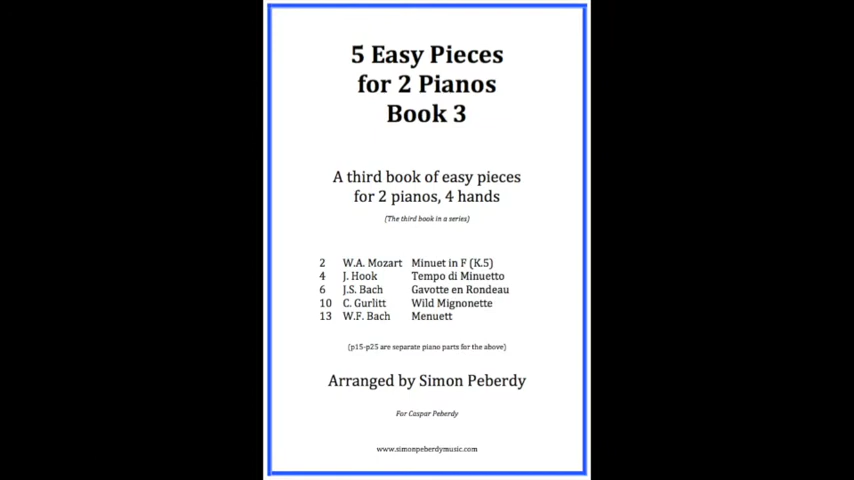 5 Easy Pieces
for 2 Pianos
Book 3
A third book of easy pieces
for 2 pianos, 4 hands
(The third book in a series)
2 W.A. Mozart Minuet in F (K.5)
4 J. Hook Tempo di Minuetto
6 J.S. Bach Gavotte en Rondeau
10 C. Gurlitt Wild Mignonette
13 W.F. Bach Menuett
(p15-p25 are separate piano parts for the above)
Arranged by Simon Peberdy
For Caspar Peberdy
www.simonpeberdymusic.com